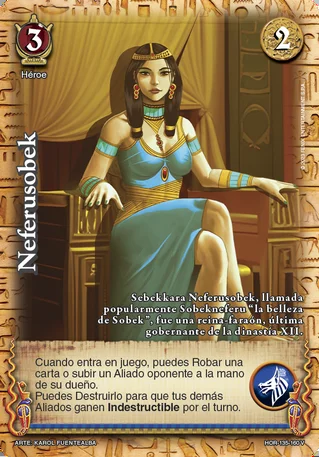 3
2
Héroe
Neferusobek
Sebekkara Neferusobek, llamada
popularmente Sobekneferu "la belleza
de Sobek", fue una reina-faraón, última
gobernante de la dinastía XII.
Cuando entra en juego, puedes Robar una
carta o subir un Aliado oponente a la mano
de su dueño.
Puedes Destruirlo para que tus demás
Aliados ganen Indestructible por el turno.
ARTE: KAROL FUENTEALBA
HOR-135-160 V